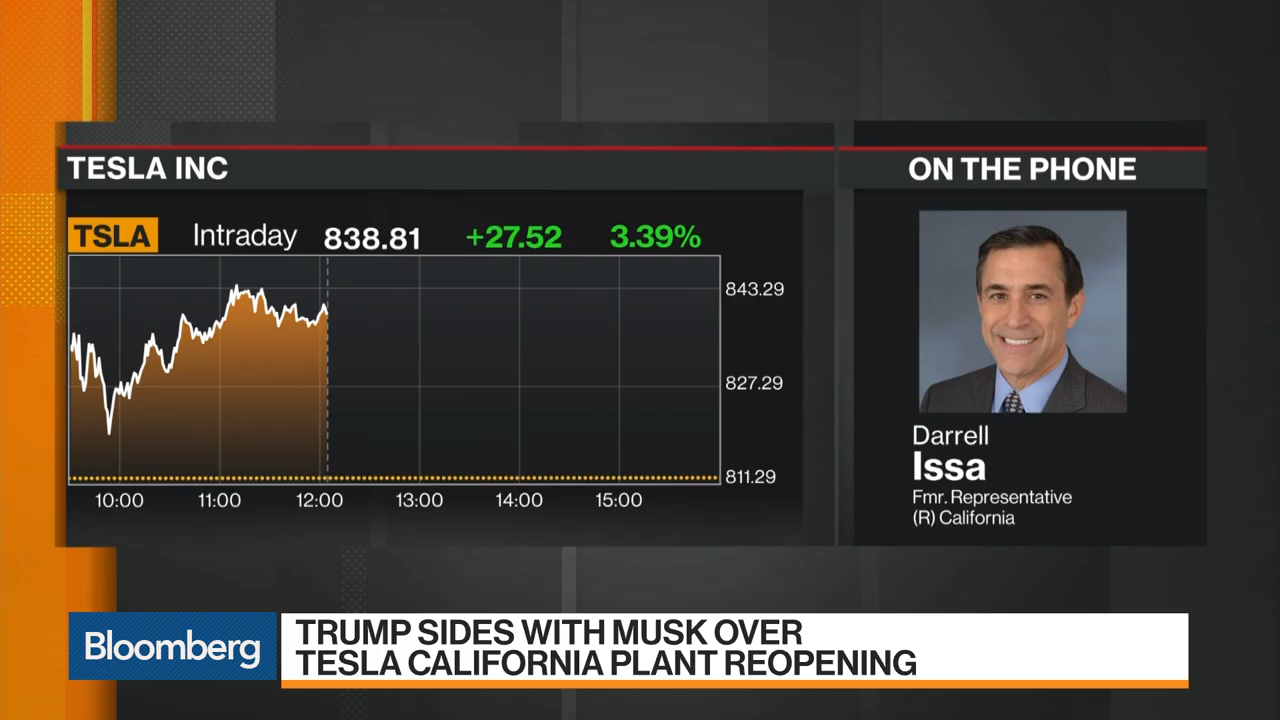 TESLA INC
TSLA Intraday 838.81 +27.52 3.39%
843.29
827.29
811.29
10:00 11:00 12:00 13:00 14:00 15:00
ON THE PHONE
Darrell
Issa
Fmr. Representative
(R) California
Bloomberg
TRUMP SIDES WITH MUSK OVER
TESLA CALIFORNIA PLANT REOPENING